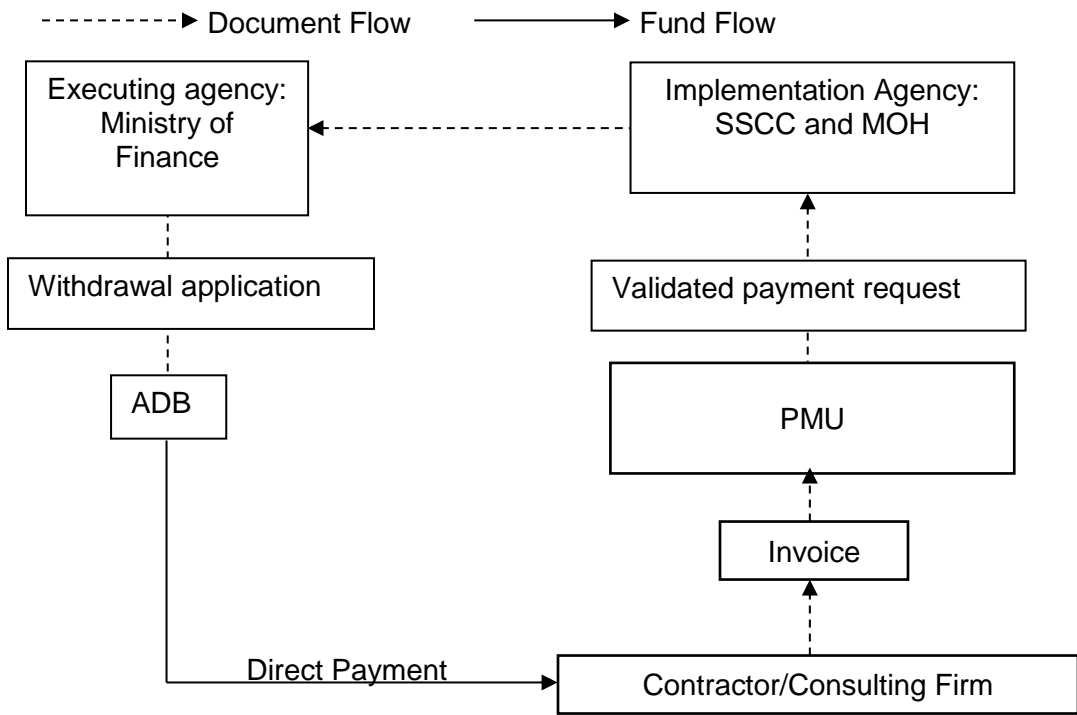 Document Flow
Fund Flow
Executing agency:
Ministry of
Finance
Implementation Agency:
SSCC and MOH
Withdrawal application
Validated payment request
ADB
PMU
Invoice
Direct Payment
Contractor/Consulting Firm